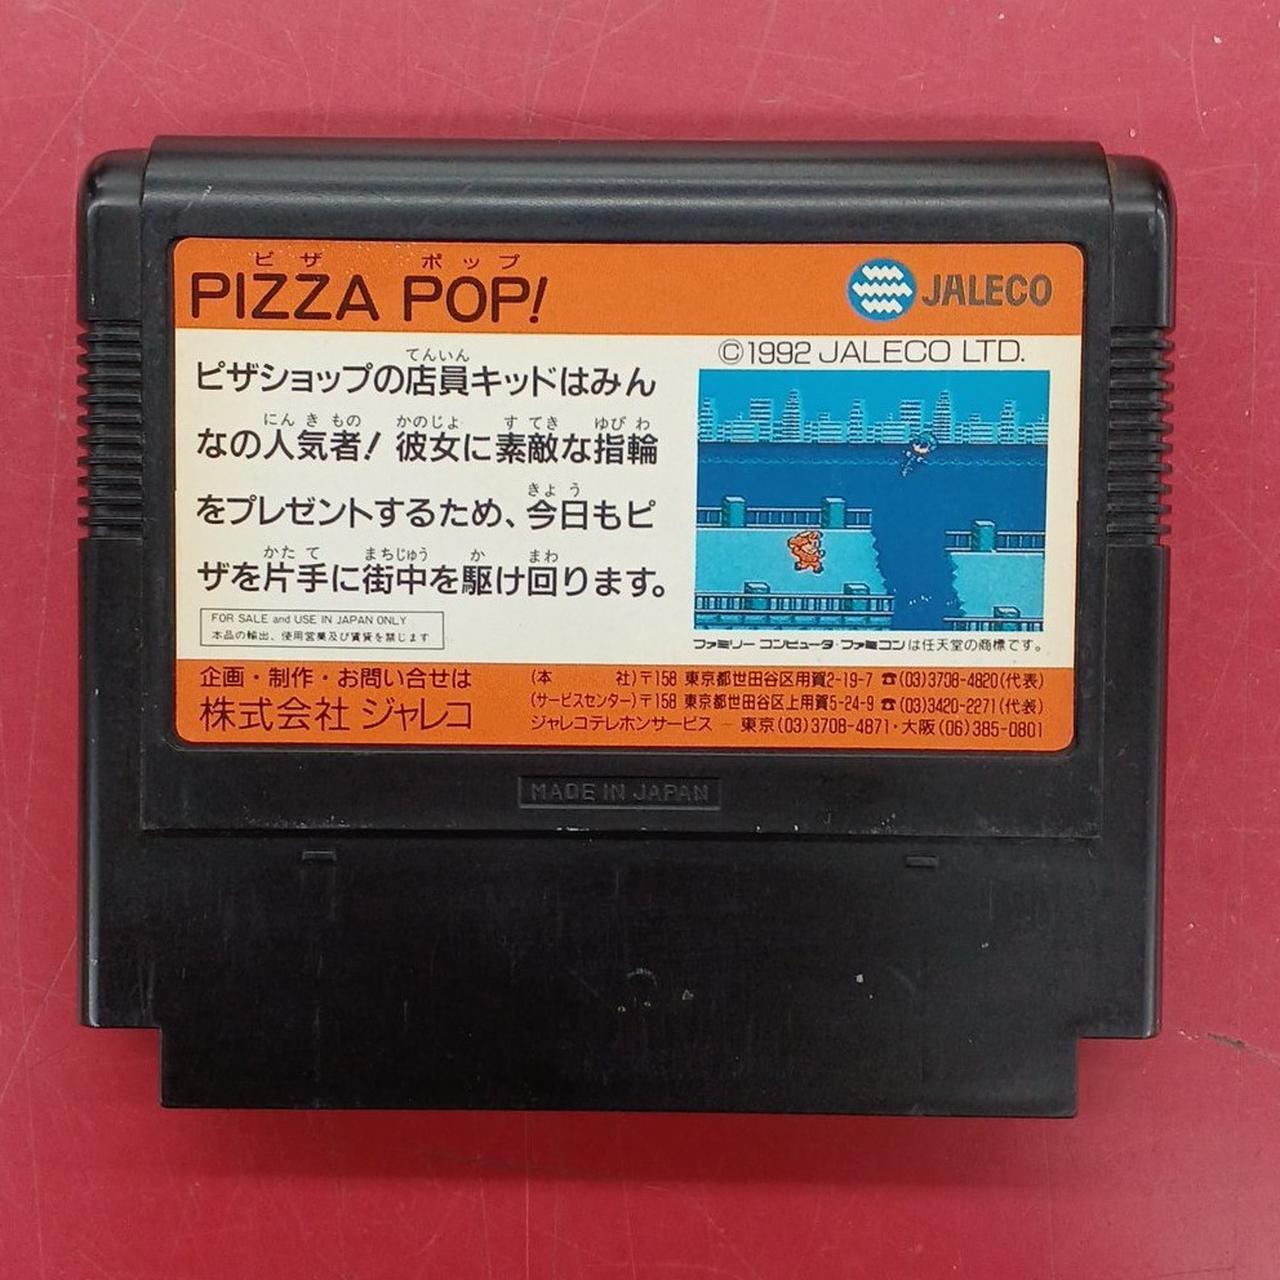 ピザ ポップ
PIZZA POP!
JALECO
©1992 JALECO LTD.
てんいん
ピザショップの店員キッドはみん
にんきもの かのじょ すてき ゆびわ
なの人気者! 彼女に素敵な指輪
きょう
をプレゼントするため、今日もピ
かたて まちじゅう か まわ
ザを片手に街中を駆け回ります。
FOR SALE and USE IN JAPAN ONLY
本品の輸出、使用営業及び賃貸を禁じます
ファミリーコンピュータ・ファミコンは任天堂の商標です。
企画・制作・お問い合せは
株式会社 ジャレコ
(本 社)〒158 東京都世田谷区用賀2-19-7 ☎(03)3708-4820(代表)
(サービスセンター)〒158 東京都世田谷区上用賀5-24-9 ☎(03)3420-2271(代表)
ジャレコテレホンサービス − 東京(03)3708-4871・大阪(06)385-0801
MADE IN JAPAN